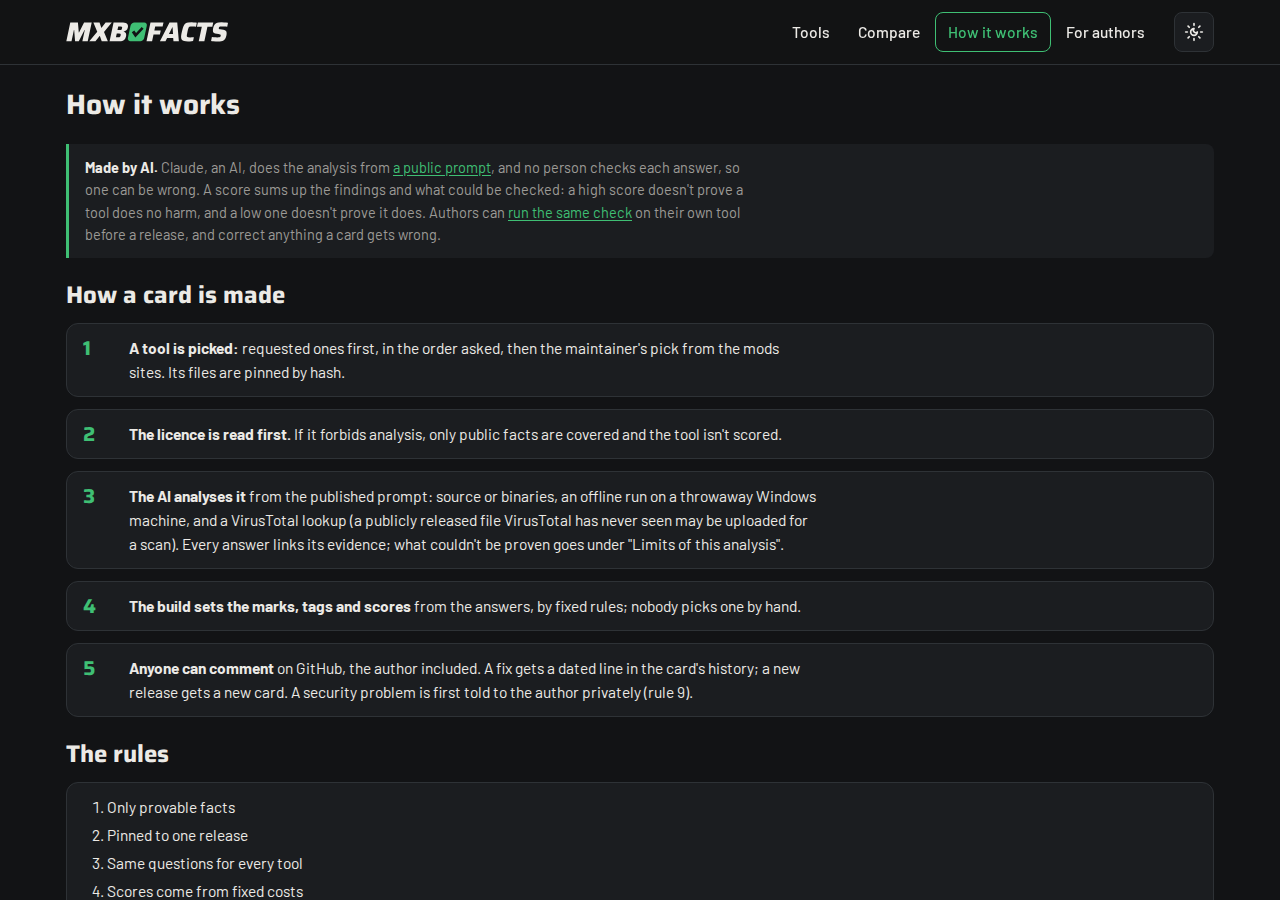 MXB FACTS
Tools
Compare
How it works
For authors
How it works
Made by AI. Claude, an AI, does the analysis from a public prompt, and no person checks each answer, so
one can be wrong. A score sums up the findings and what could be checked: a high score doesn't prove a
tool does no harm, and a low one doesn't prove it does. Authors can run the same check on their own tool
before a release, and correct anything a card gets wrong.
How a card is made
1 A tool is picked: requested ones first, in the order asked, then the maintainer's pick from the mods
sites. Its files are pinned by hash.
2 The licence is read first. If it forbids analysis, only public facts are covered and the tool isn't scored.
3 The AI analyses it from the published prompt: source or binaries, an offline run on a throwaway Windows
machine, and a VirusTotal lookup (a publicly released file VirusTotal has never seen may be uploaded for
a scan). Every answer links its evidence; what couldn't be proven goes under "Limits of this analysis".
4 The build sets the marks, tags and scores from the answers, by fixed rules; nobody picks one by hand.
5 Anyone can comment on GitHub, the author included. A fix gets a dated line in the card's history; a new
release gets a new card. A security problem is first told to the author privately (rule 9).
The rules
1. Only provable facts
2. Pinned to one release
3. Same questions for every tool
4. Scores come from fixed costs